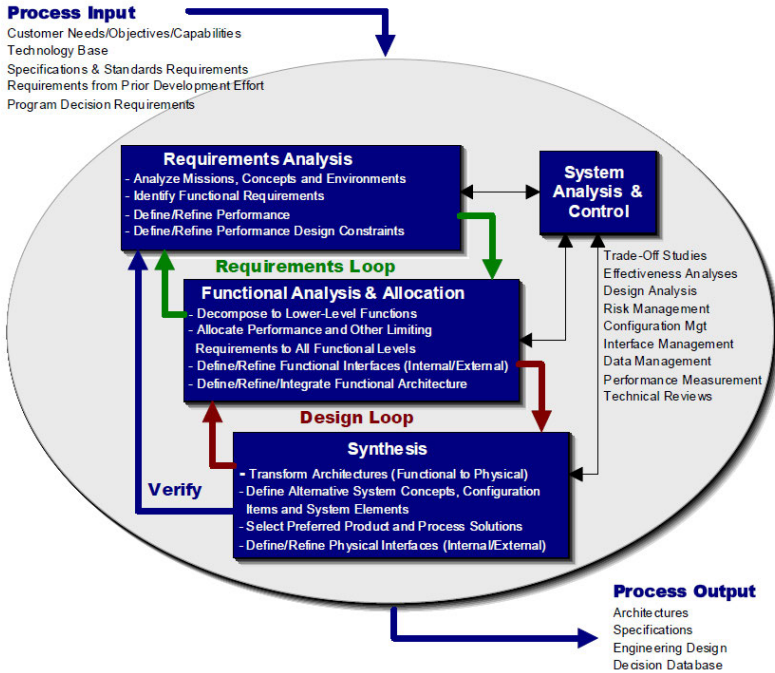 Process Input
Customer Needs/Objectives/Capabilities
Technology Base
Specifications & Standards Requirements
Requirements from Prior Development Effort
Program Decision Requirements
Requirements Analysis
- Analyze Missions, Concepts and Environments
- Identify Functional Requirements
- Define/Refine Performance
- Define/Refine Performance Design Constraints
System
Analysis &
Control
Requirements Loop
Trade-Off Studies
Effectiveness Analyses
Design Analysis
Risk Management
Configuration Mgt
Interface Management
Data Management
Performance Measurement
Technical Reviews
Functional Analysis & Allocation
- Decompose to Lower-Level Functions
- Allocate Performance and Other Limiting
Requirements to All Functional Levels
- Define/Refine Functional Interfaces (Internal/External)
- Define/Refine/Integrate Functional Architecture
Design Loop
Synthesis
- Transform Architectures (Functional to Physical)
- Define Alternative System Concepts, Configuration
Items and System Elements
- Select Preferred Product and Process Solutions
- Define/Refine Physical Interfaces (Internal/External)
Verify
Process Output
Architectures
Specifications
Engineering Design
Decision Database